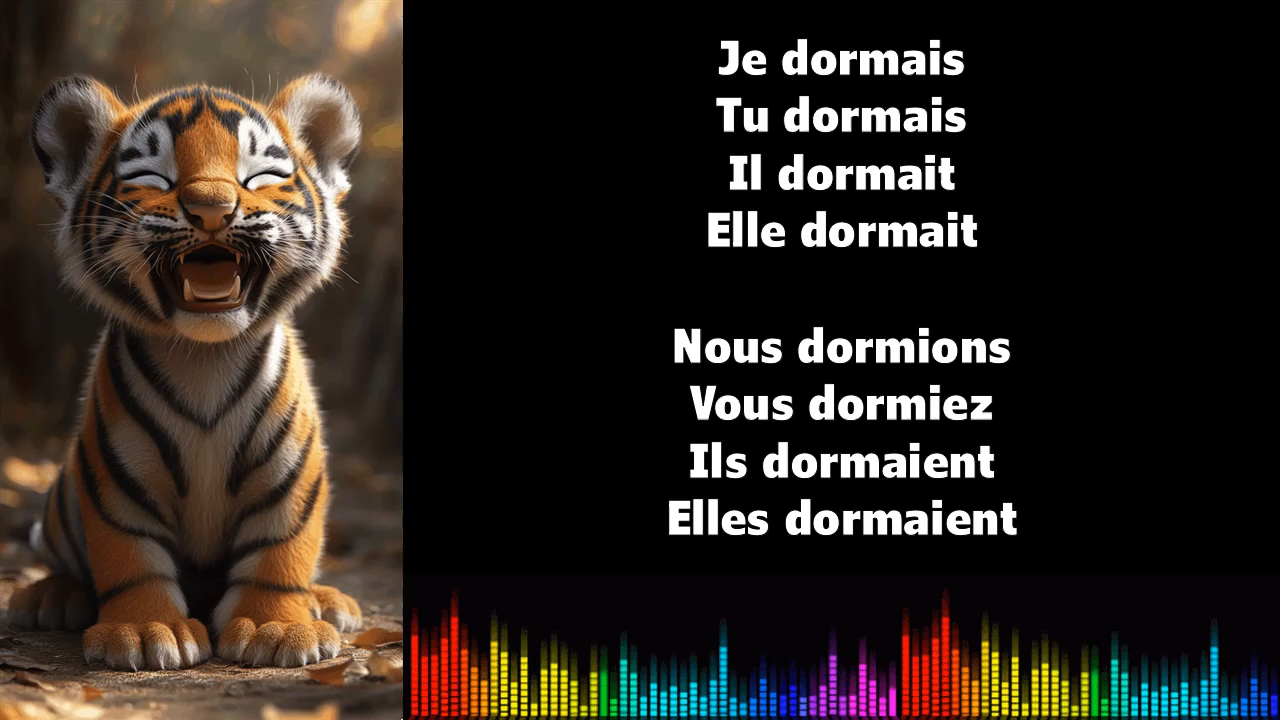 Je dormais
Tu dormais
Il dormait
Elle dormait
Nous dormions
Vous dormiez
Ils dormaient
Elles dormaient